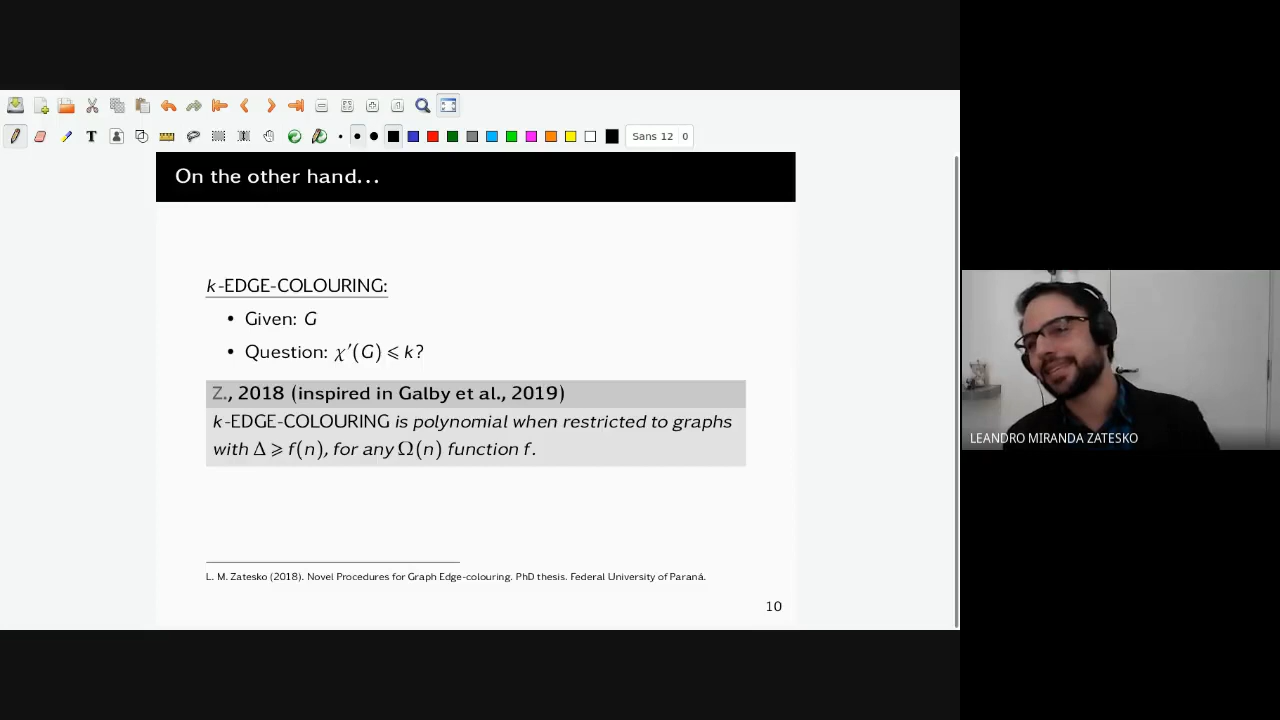 Sans 12 0
On the other hand...
k-EDGE-COLOURING:
• Given: G
• Question: χ′(G) ⩽ k?
Z., 2018 (inspired in Galby et al., 2019)
k-EDGE-COLOURING is polynomial when restricted to graphs
with Δ ⩾ f(n), for any Ω(n) function f.
L. M. Zatesko (2018). Novel Procedures for Graph Edge-colouring. PhD thesis. Federal University of Paraná.
10
LEANDRO MIRANDA ZATESKO